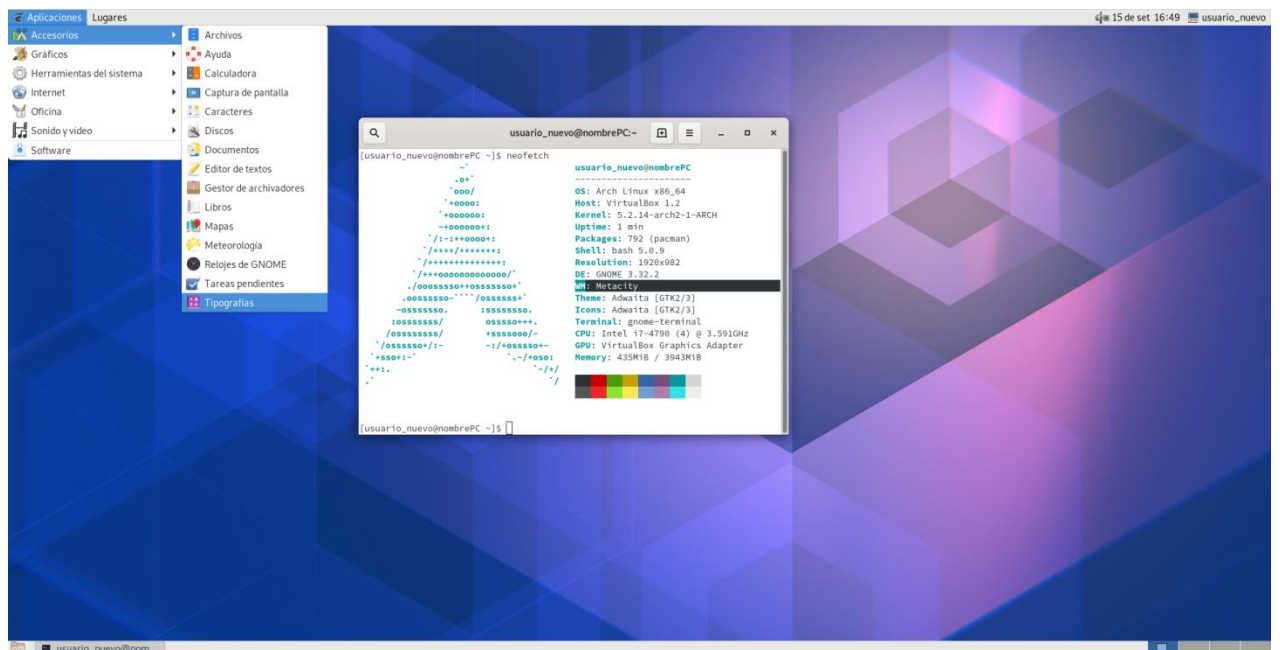 Aplicaciones Lugares
15 de set 16:49 usuario_nuevo
Accesorios
Gráficos
Herramientas del sistema
Internet
Oficina
Sonido y video
Software
Archivos
Ayuda
Calculadora
Captura de pantalla
Caracteres
Discos
Documentos
Editor de textos
Gestor de archivadores
Libros
Mapas
Meteorología
Relojes de GNOME
Tareas pendientes
Tipografías
usuario_nuevo@nombrePC:~
[usuario_nuevo@nombrePC ~]$ neofetch
usuario_nuevo@nombrePC
-----------------------
OS: Arch Linux x86_64
Host: VirtualBox 1.2
Kernel: 5.2.14-arch2-1-ARCH
Uptime: 1 min
Packages: 792 (pacman)
Shell: bash 5.0.9
Resolution: 1920x982
DE: GNOME 3.32.2
WM: Metacity
Theme: Adwaita [GTK2/3]
Icons: Adwaita [GTK2/3]
Terminal: gnome-terminal
CPU: Intel i7-4790 (4) @ 3.591GHz
GPU: VirtualBox Graphics Adapter
Memory: 435MiB / 3943MiB
[usuario_nuevo@nombrePC ~]$
usuario_nuevo@nom...